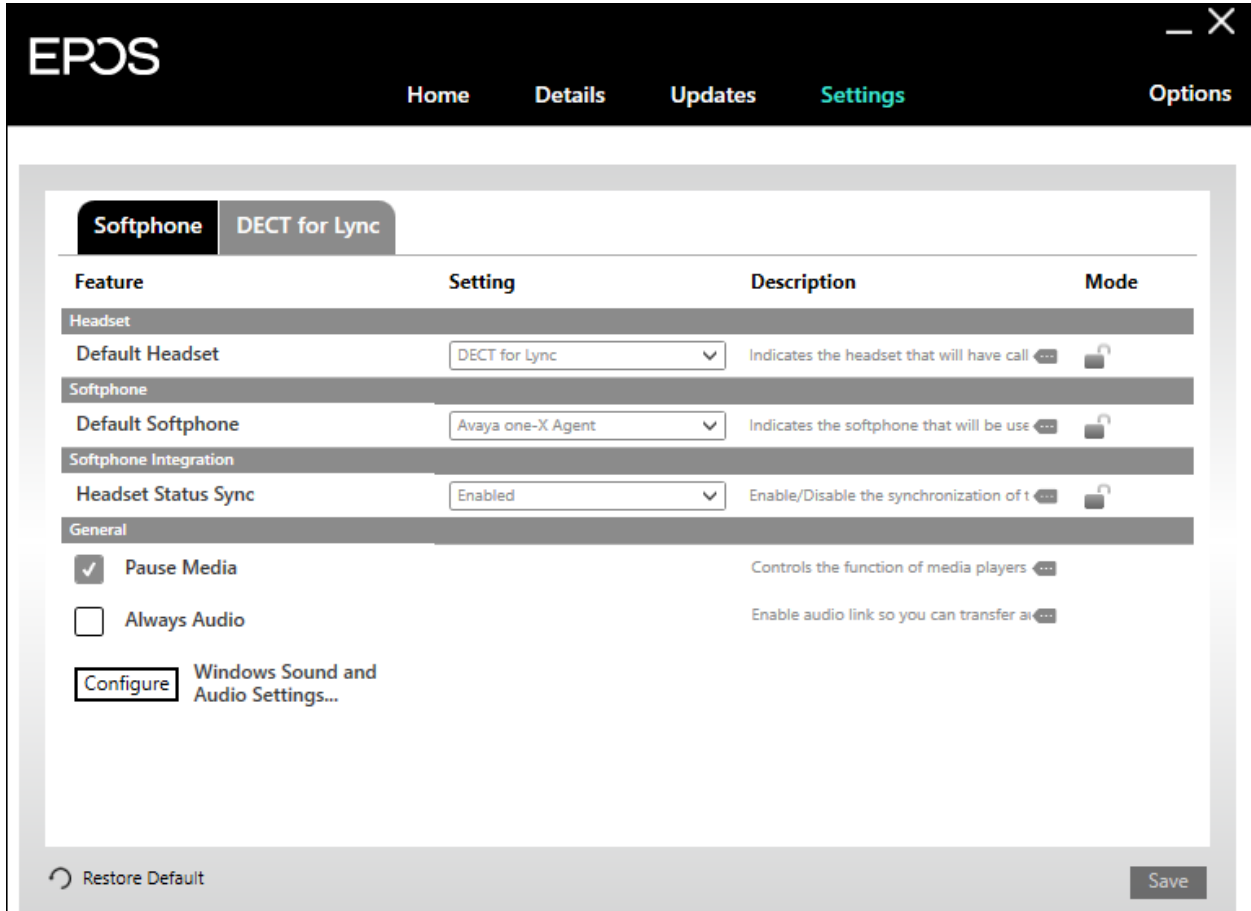 EPOS
Home Details Updates Settings Options
Softphone DECT for Lync
Feature Setting Description Mode
Headset
Default Headset DECT for Lync Indicates the headset that will have call
Softphone
Default Softphone Avaya one-X Agent Indicates the softphone that will be use
Softphone Integration
Headset Status Sync Enabled Enable/Disable the synchronization of t
General
Pause Media Controls the function of media players
Always Audio Enable audio link so you can transfer a
Configure Windows Sound and
Audio Settings...
Restore Default Save